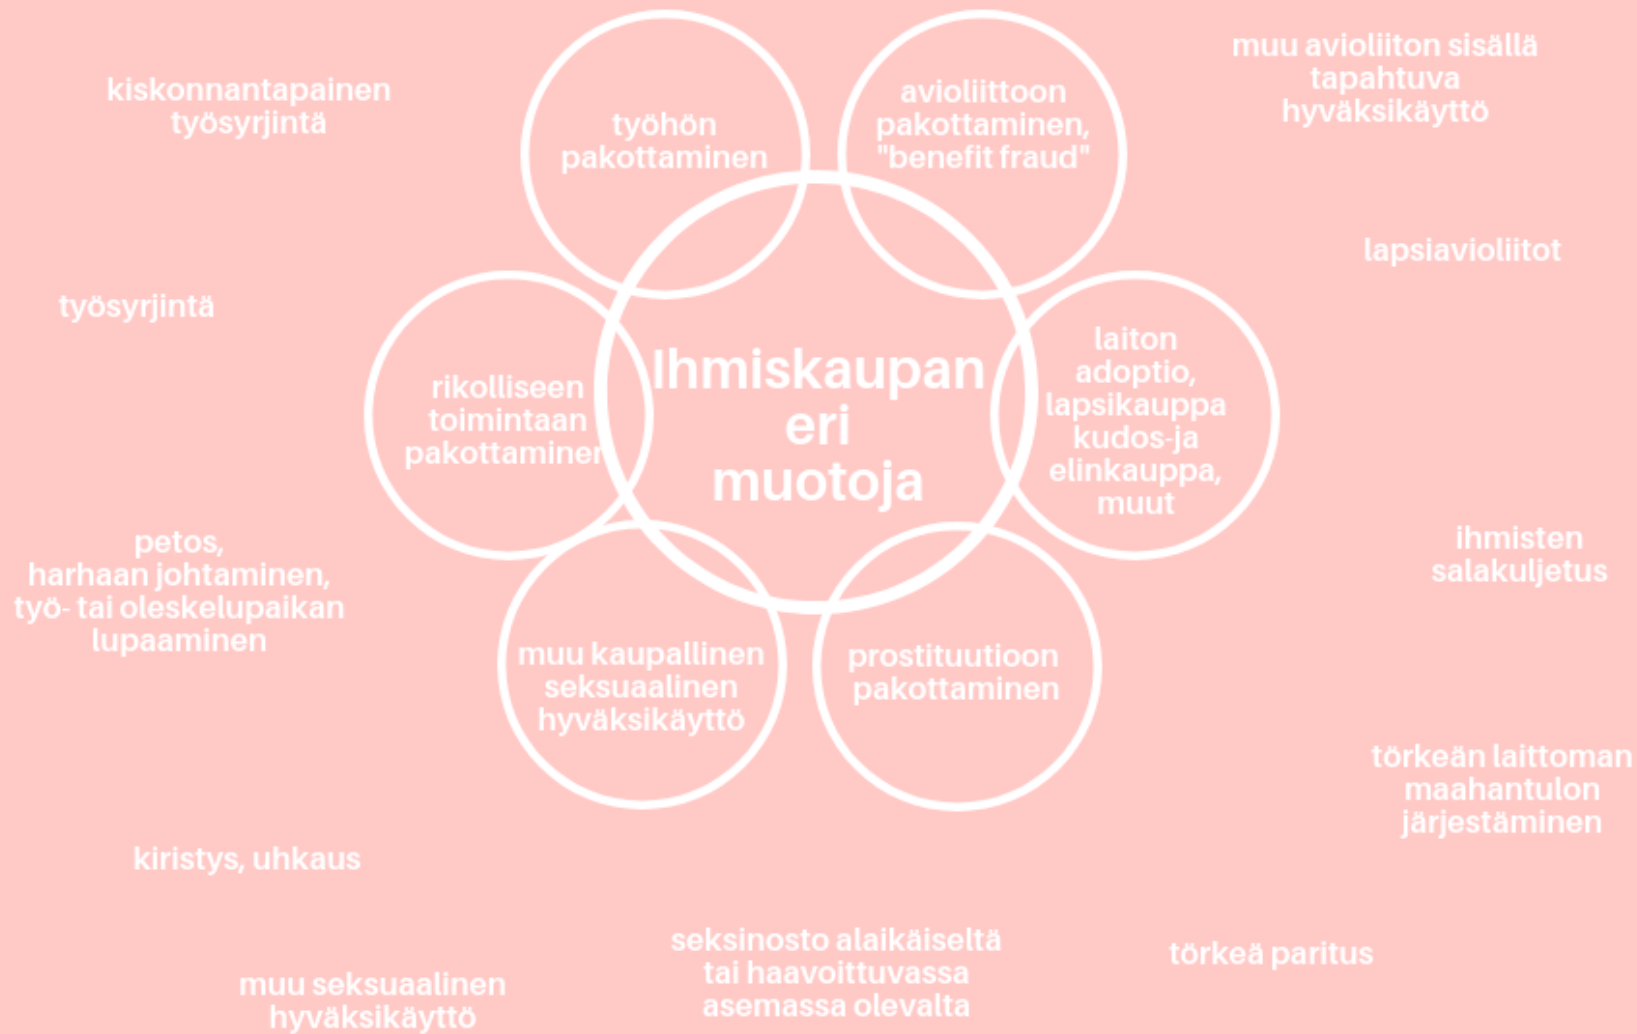 kiskonnantapainen
työsyrjintä
työhön
pakottaminen
avioliittoon
pakottaminen,
"benefit fraud"
muu avioliiton sisällä
tapahtuva
hyväksikäyttö
lapsiavioliitot
työsyrjintä
rikolliseen
toimintaan
pakottaminen
Ihmiskaupan
eri
muotoja
laiton
adoptio,
lapsikauppa
kudos-ja
elinkauppa,
muut
petos,
harhaan johtaminen,
työ- tai oleskelupaikan
lupaaminen
ihmisten
salakuljetus
muu kaupallinen
seksuaalinen
hyväksikäyttö
prostituutioon
pakottaminen
törkeän laittoman
maahantulon
järjestäminen
kiristys, uhkaus
muu seksuaalinen
hyväksikäyttö
seksinosto alaikäiseltä
tai haavoittuvassa
asemassa olevalta
törkeä paritus